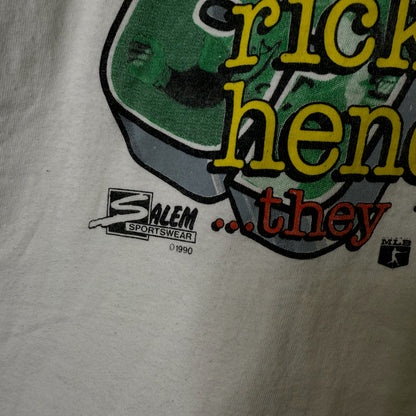 rick
hend
...they
SALEM
SPORTSWEAR
©1990
MLB